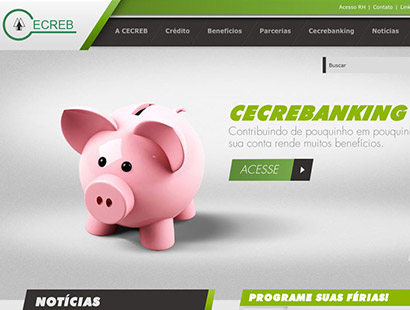 CECREB
Acesso RH | Contato | Link
A CECREB Crédito Benefícios Parcerias Cecrebanking Notícias
Buscar
CECREBANKING
Contribuindo de pouquinho em pouquin
sua conta rende muitos benefícios.
ACESSE
NOTÍCIAS
PROGRAME SUAS FÉRIAS!